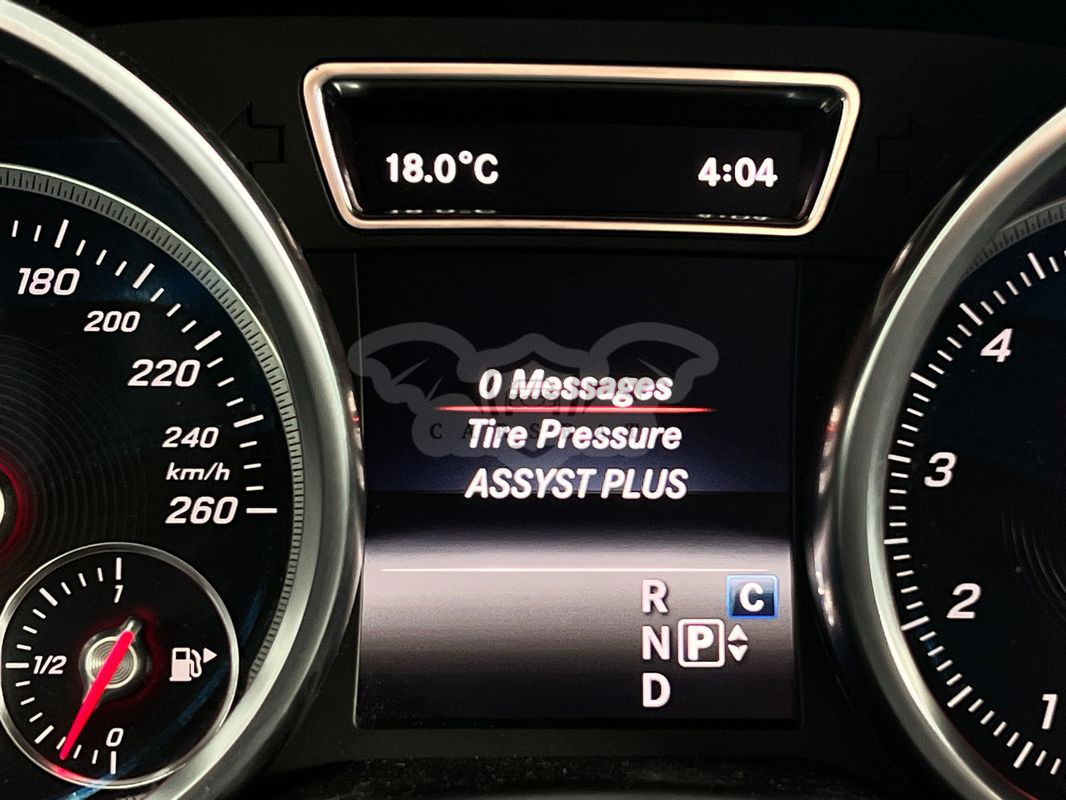 18.0°C 4:04
180
200
220
240
km/h
260
0 Messages
Tire Pressure
ASSYST PLUS
R C
N P
D
1
1/2
0
4
3
2
1